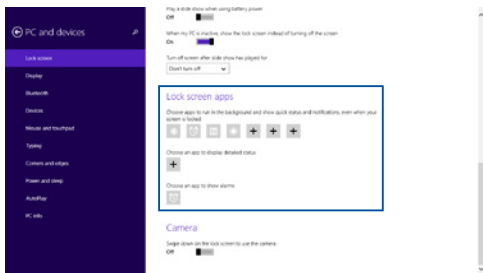 PC and devices
Lock screen
Display
Bluetooth
Devices
Mouse and touchpad
Typing
Corners and edges
Power and sleep
AutoPlay
PC info
Play a slide show when using battery power
Off
When my PC is inactive, show the lock screen instead of turning off the screen
On
Turn off screen after slide show has played for
Don't turn off
Lock screen apps
Choose apps to run in the background and show quick status and notifications, even when your
screen is locked
Choose an app to display detailed status
Choose an app to show alarms
Camera
Swipe down on the lock screen to use the camera
Off